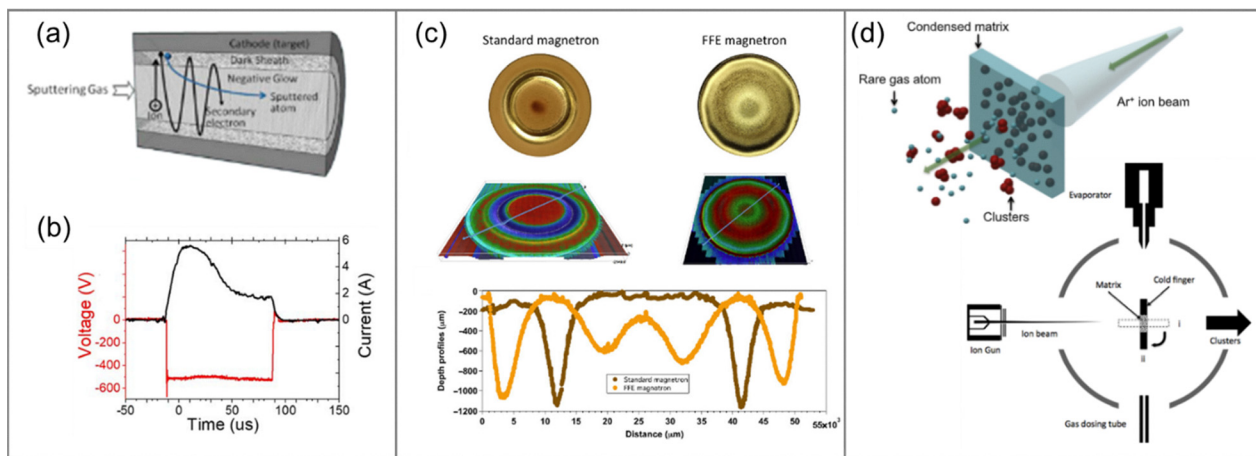 (a)
Cathode (target)
Dark Sheath
Negative Glow
Sputtering Gas
Ion
Sputtered
atom
Secondary
electron
(b)
Voltage (V)
0
-200
-400
-600
Current (A)
6
4
2
0
-50
0
50
100
150
Time (us)
(c)
Standard magnetron
FFE magnetron
Depth profiles (μm)
0
−200
−400
−600
−800
−1000
−1200
Standard magnetron
FFE magnetron
0
5
10
15
20
25
30
35
40
45
55x10³
Distance (μm)
(d)
Condensed matrix
Rare gas atom
Ar⁺ ion beam
Clusters
Evaporator
Matrix
Cold finger
i
Ion beam
Ion Gun
ii
Clusters
Gas dosing tube